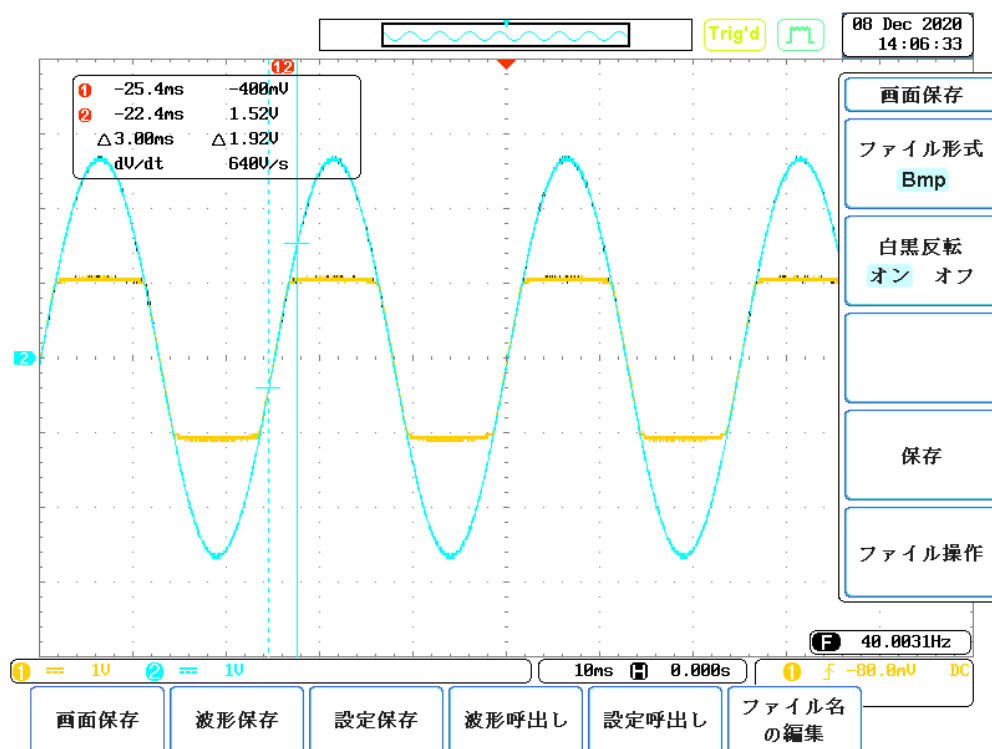 Trig'd
08 Dec 2020
14:06:33
1 2
1 -25.4ms -400mV
2 -22.4ms 1.52V
△3.00ms △1.92V
dV/dt 640V/s
2
画面保存
ファイル形式
Bmp
白黒反転
オン オフ
保存
ファイル操作
F 40.0031Hz
1 1V 2 1V
10ms H 0.000s
1 -80.0mV DC
画面保存
波形保存
設定保存
波形呼出し
設定呼出し
ファイル名
の編集